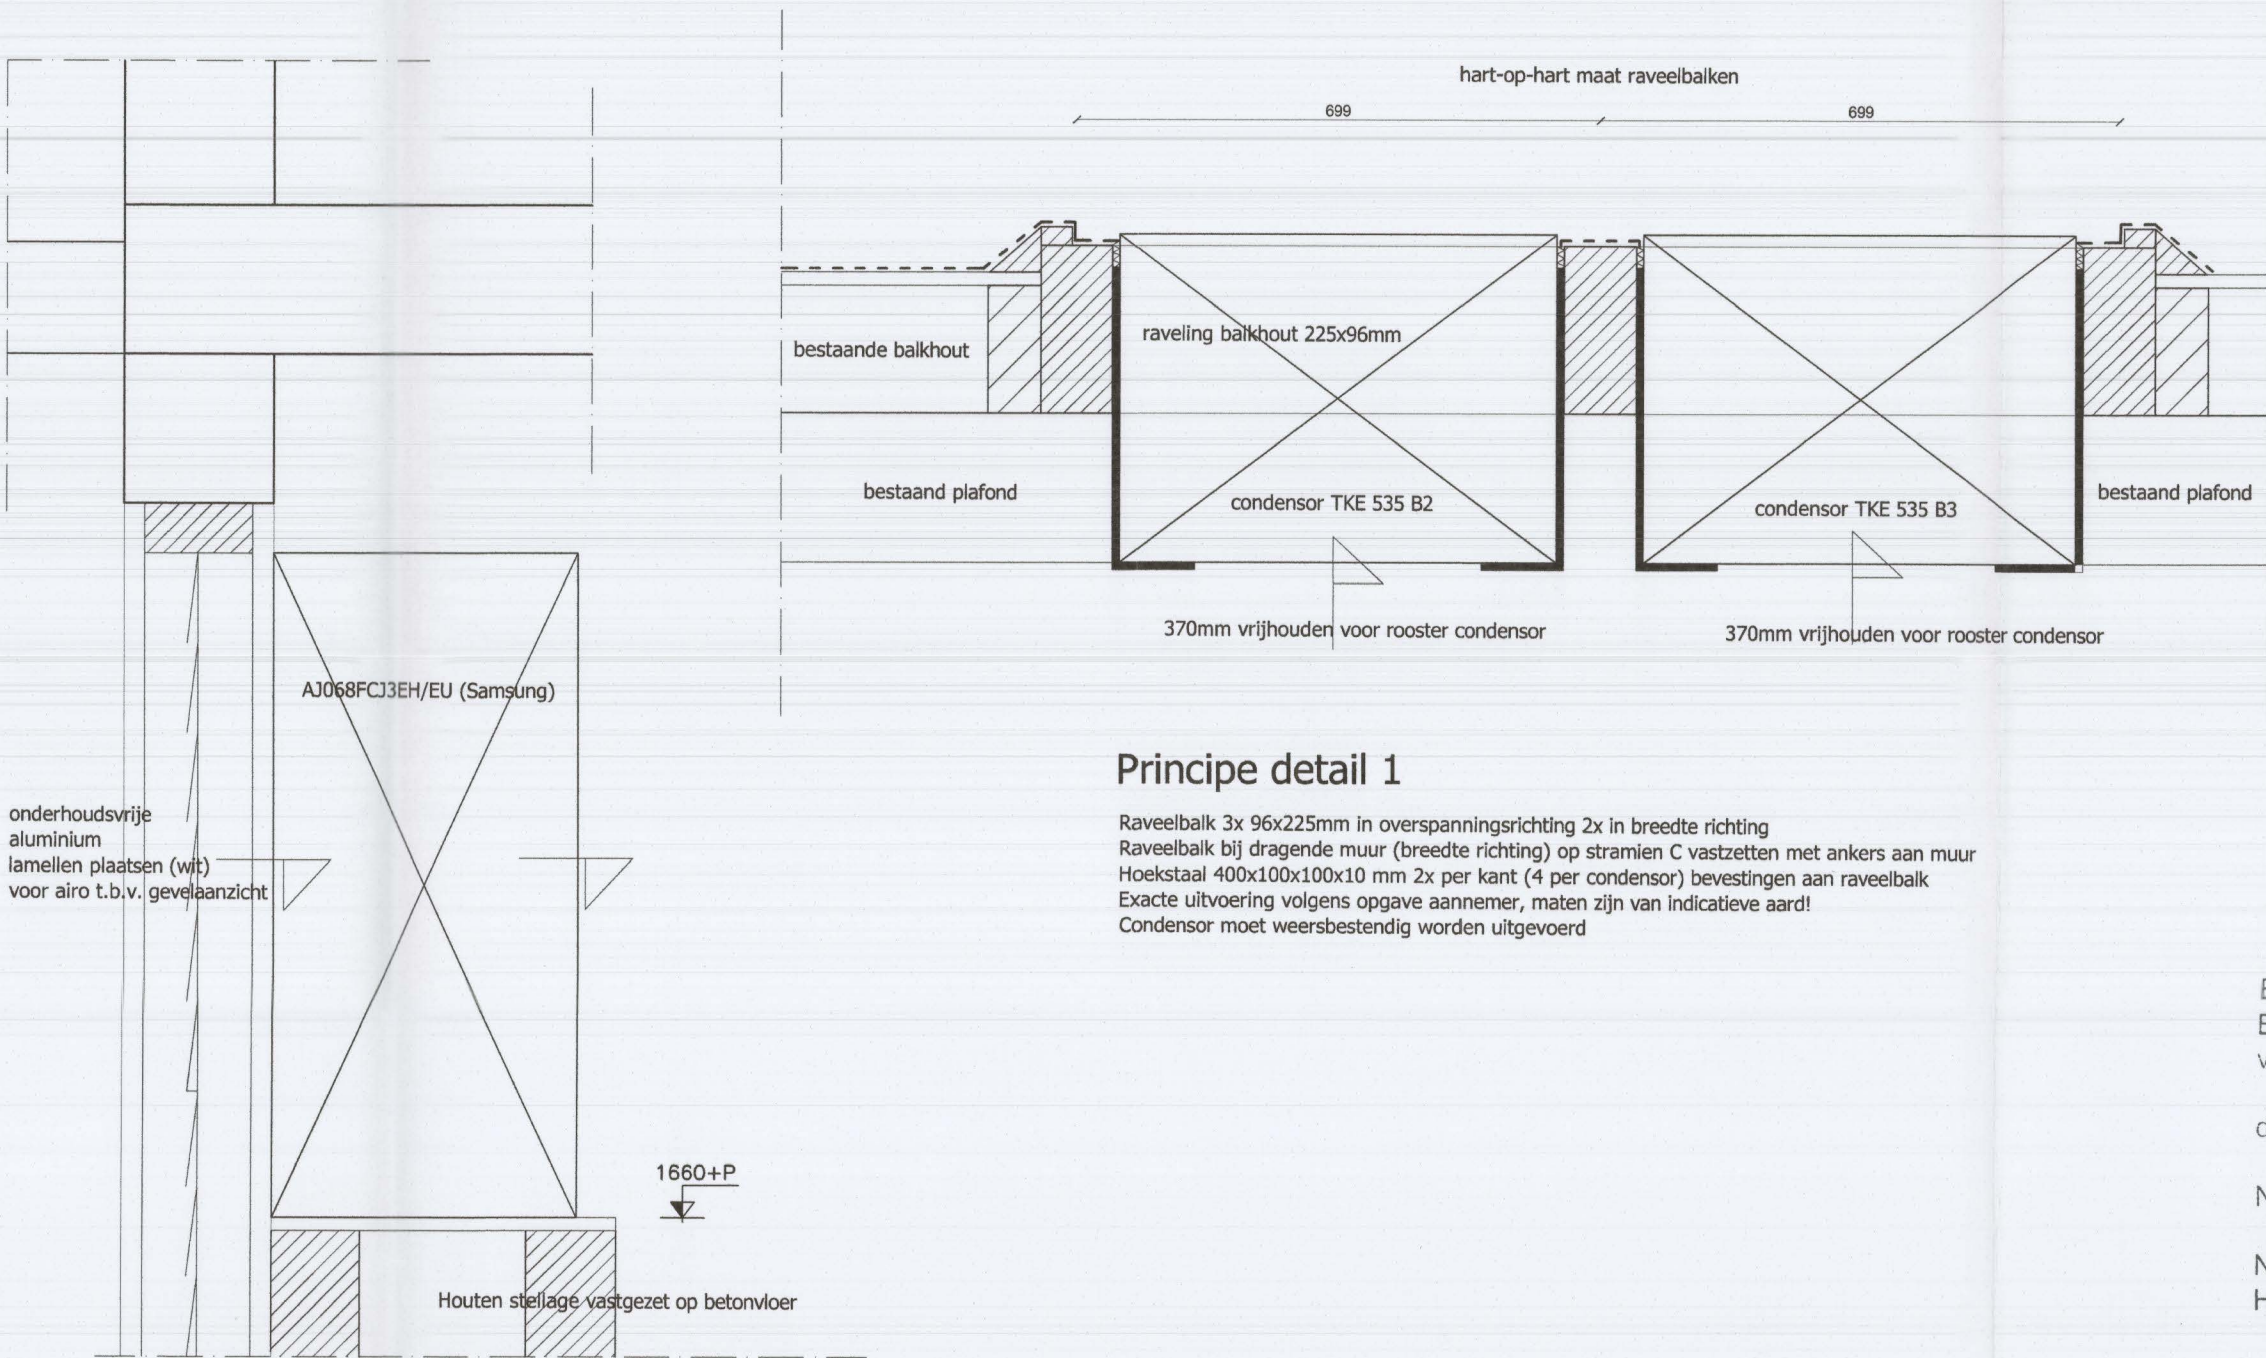 hart-op-hart maat raveelbalken
699
699
bestaande balkhout
raveling balkhout 225x96mm
bestaand plafond
condensor TKE 535 B2
condensor TKE 535 B3
bestaand plafond
370mm vrijhouden voor rooster condensor
370mm vrijhouden voor rooster condensor
AJ068FCJ3EH/EU (Samsung)
onderhoudsvrije
aluminium
lamellen plaatsen (wit)
voor airo t.b.v. gevelaanzicht
1660+P
Houten stellage vastgezet op betonvloer
Principe detail 1
Raveelbalk 3x 96x225mm in overspanningsrichting 2x in breedte richting
Raveelbalk bij dragende muur (breedte richting) op stramien C vastzetten met ankers aan muur
Hoekstaal 400x100x100x10 mm 2x per kant (4 per condensor) bevestingen aan raveelbalk
Exacte uitvoering volgens opgave aannemer, maten zijn van indicatieve aard!
Condensor moet weersbestendig worden uitgevoerd